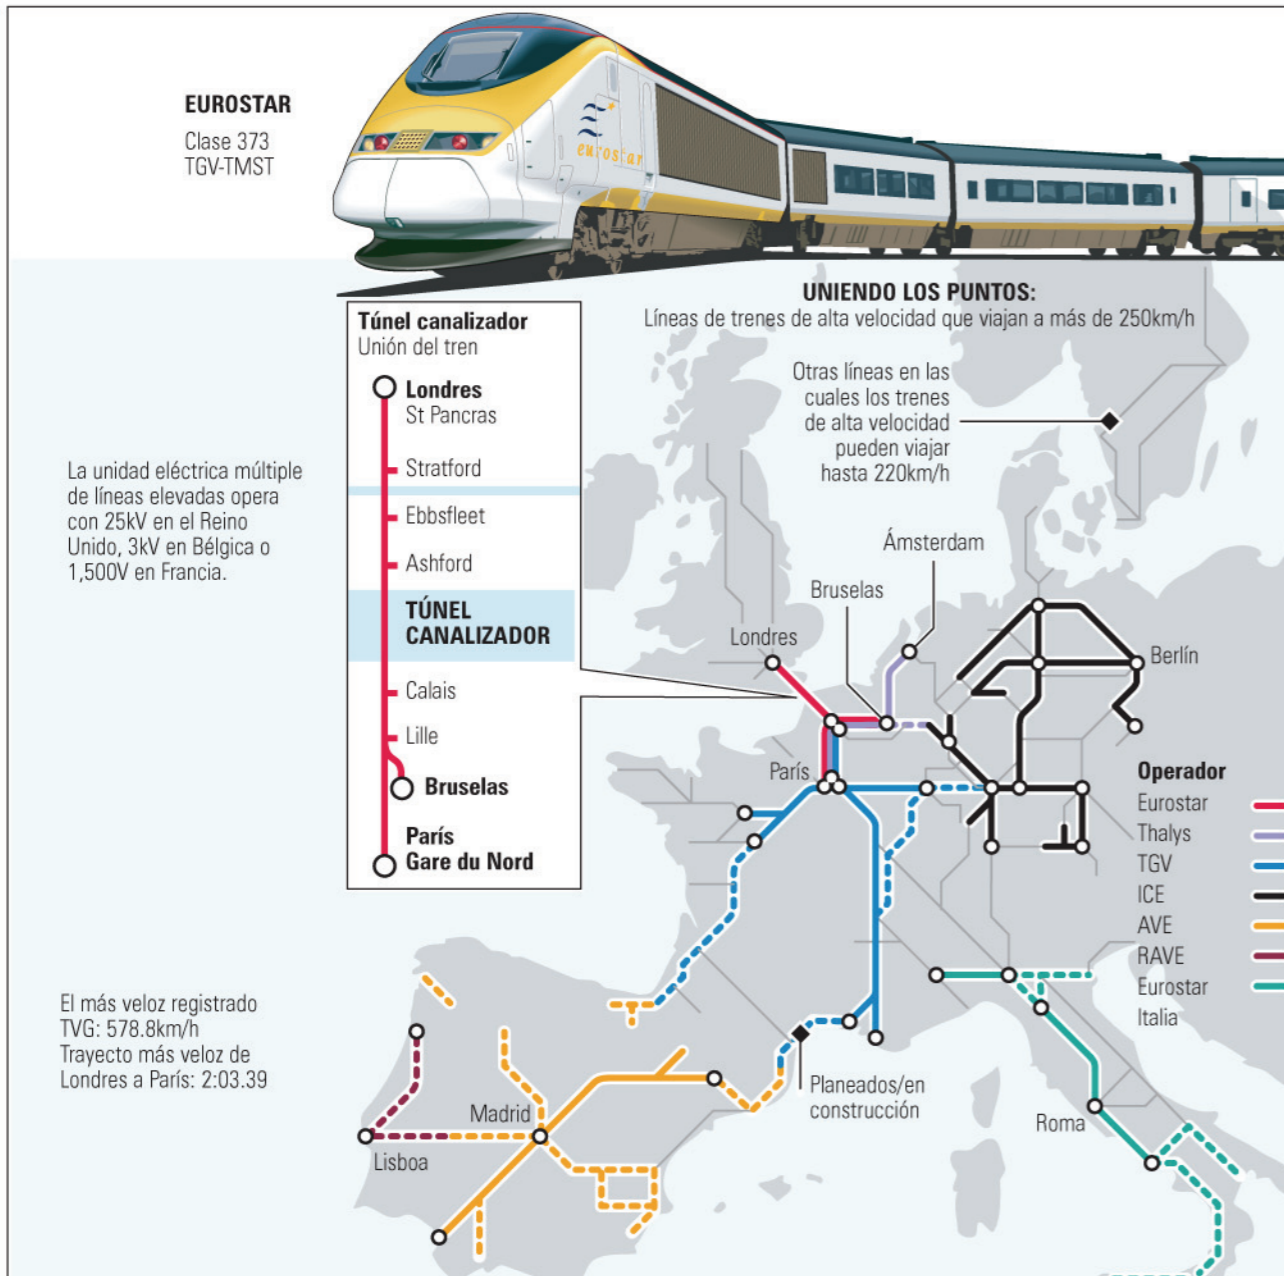 EUROSTAR
Clase 373
TGV-TMST
eurostar
UNIENDO LOS PUNTOS:
Líneas de trenes de alta velocidad que viajan a más de 250km/h
Túnel canalizador
Unión del tren
Londres
St Pancras
Stratford
Ebbsfleet
Ashford
TÚNEL
CANALIZADOR
Calais
Lille
Bruselas
París
Gare du Nord
Otras líneas en las
cuales los trenes
de alta velocidad
pueden viajar
hasta 220km/h
La unidad eléctrica múltiple
de líneas elevadas opera
con 25kV en el Reino
Unido, 3kV en Bélgica o
1,500V en Francia.
Ámsterdam
Bruselas
Londres
Berlín
París
Operador
Eurostar
Thalys
TGV
ICE
AVE
RAVE
Eurostar
Italia
El más veloz registrado
TVG: 578.8km/h
Trayecto más veloz de
Londres a París: 2:03.39
Planeados/en
construcción
Madrid
Lisboa
Roma